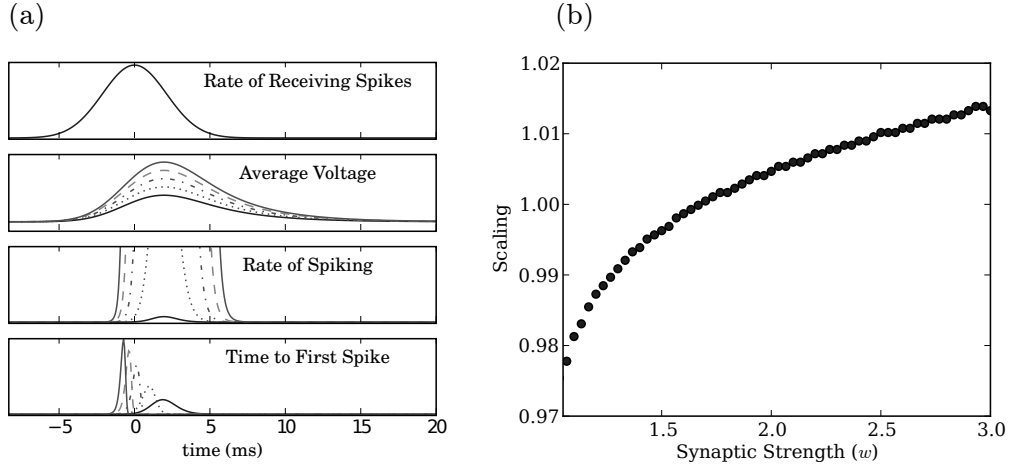 (a)
Rate of Receiving Spikes
Average Voltage
Rate of Spiking
Time to First Spike
−5 0 5 10 15 20
time (ms)
(b)
1.02
1.01
1.00
0.99
0.98
0.97
Scaling
1.5 2.0 2.5 3.0
Synaptic Strength (w)